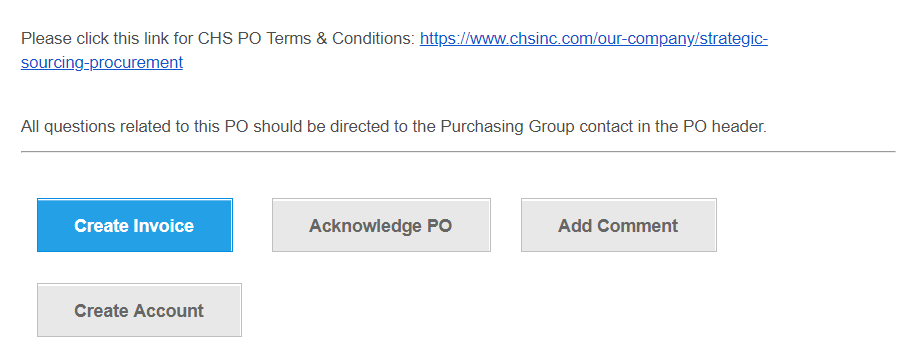 Please click this link for CHS PO Terms & Conditions: https://www.chsinc.com/our-company/strategic-
sourcing-procurement
All questions related to this PO should be directed to the Purchasing Group contact in the PO header.
Create Invoice
Acknowledge PO
Add Comment
Create Account